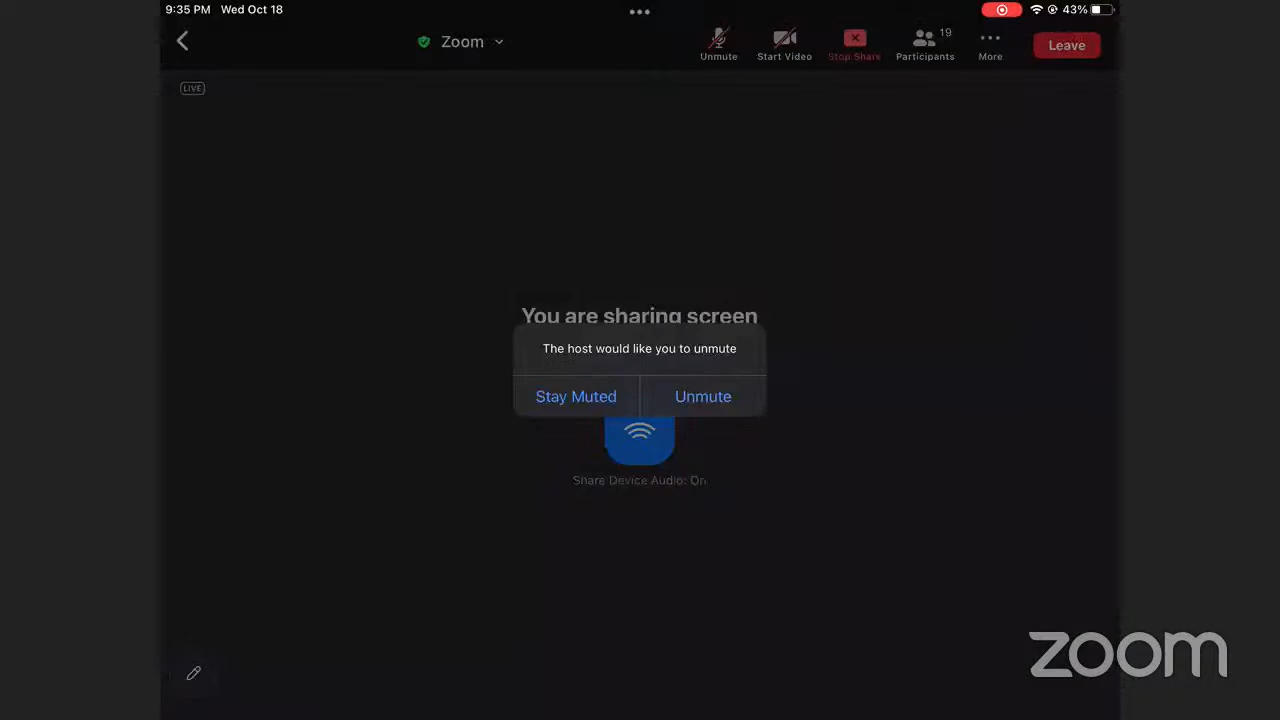 9:35 PM Wed Oct 18
43%
Zoom
Unmute
Start Video
Stop Share
19
Participants
More
Leave
LIVE
You are sharing screen
The host would like you to unmute
Stay Muted
Unmute
Share Device Audio: On
zoom